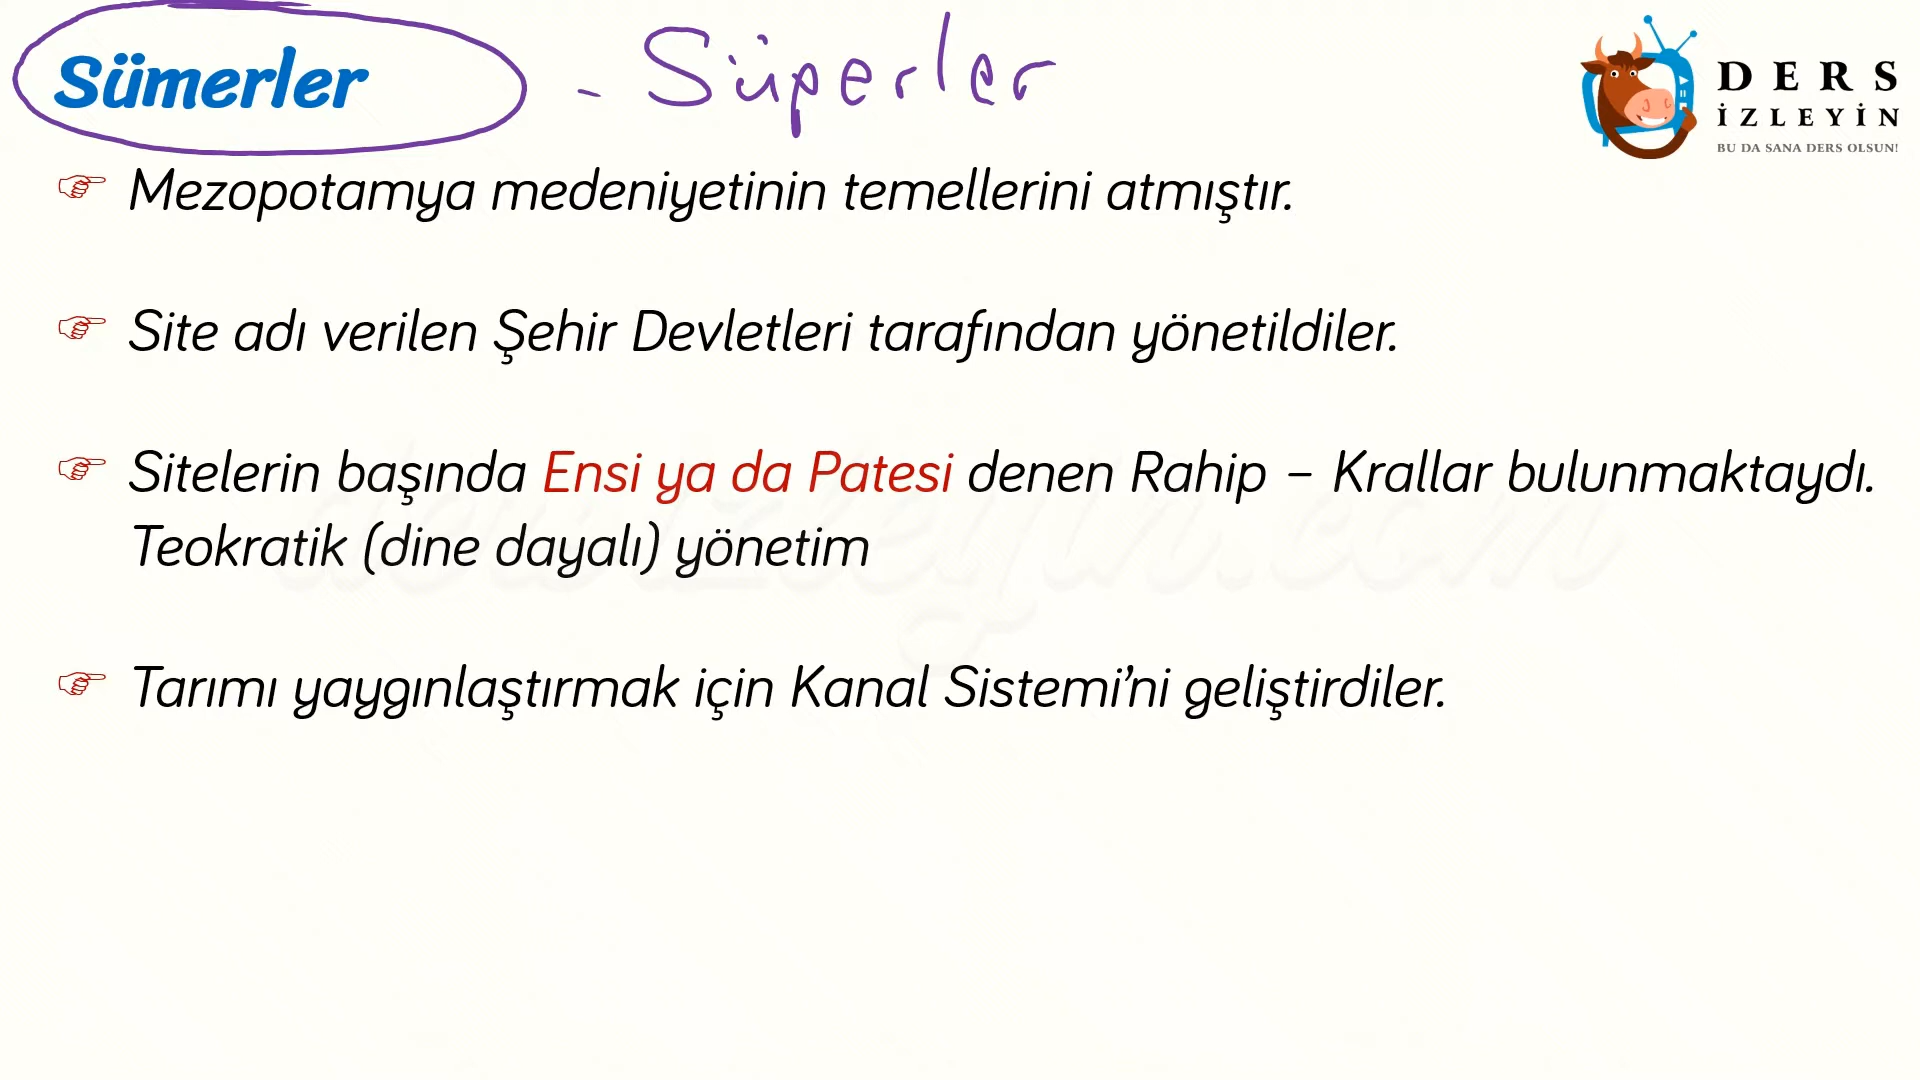 Sümerler - Süperler
DERS
İZLEYİN
BU DA SANA DERS OLSUN!
Mezopotamya medeniyetinin temellerini atmıştır.
Site adı verilen Şehir Devletleri tarafından yönetildiler.
Sitelerin başında Ensi ya da Patesi denen Rahip – Krallar bulunmaktaydı.
Teokratik (dine dayalı) yönetim
dersizleyin.com
Tarımı yaygınlaştırmak için Kanal Sistemi’ni geliştirdiler.